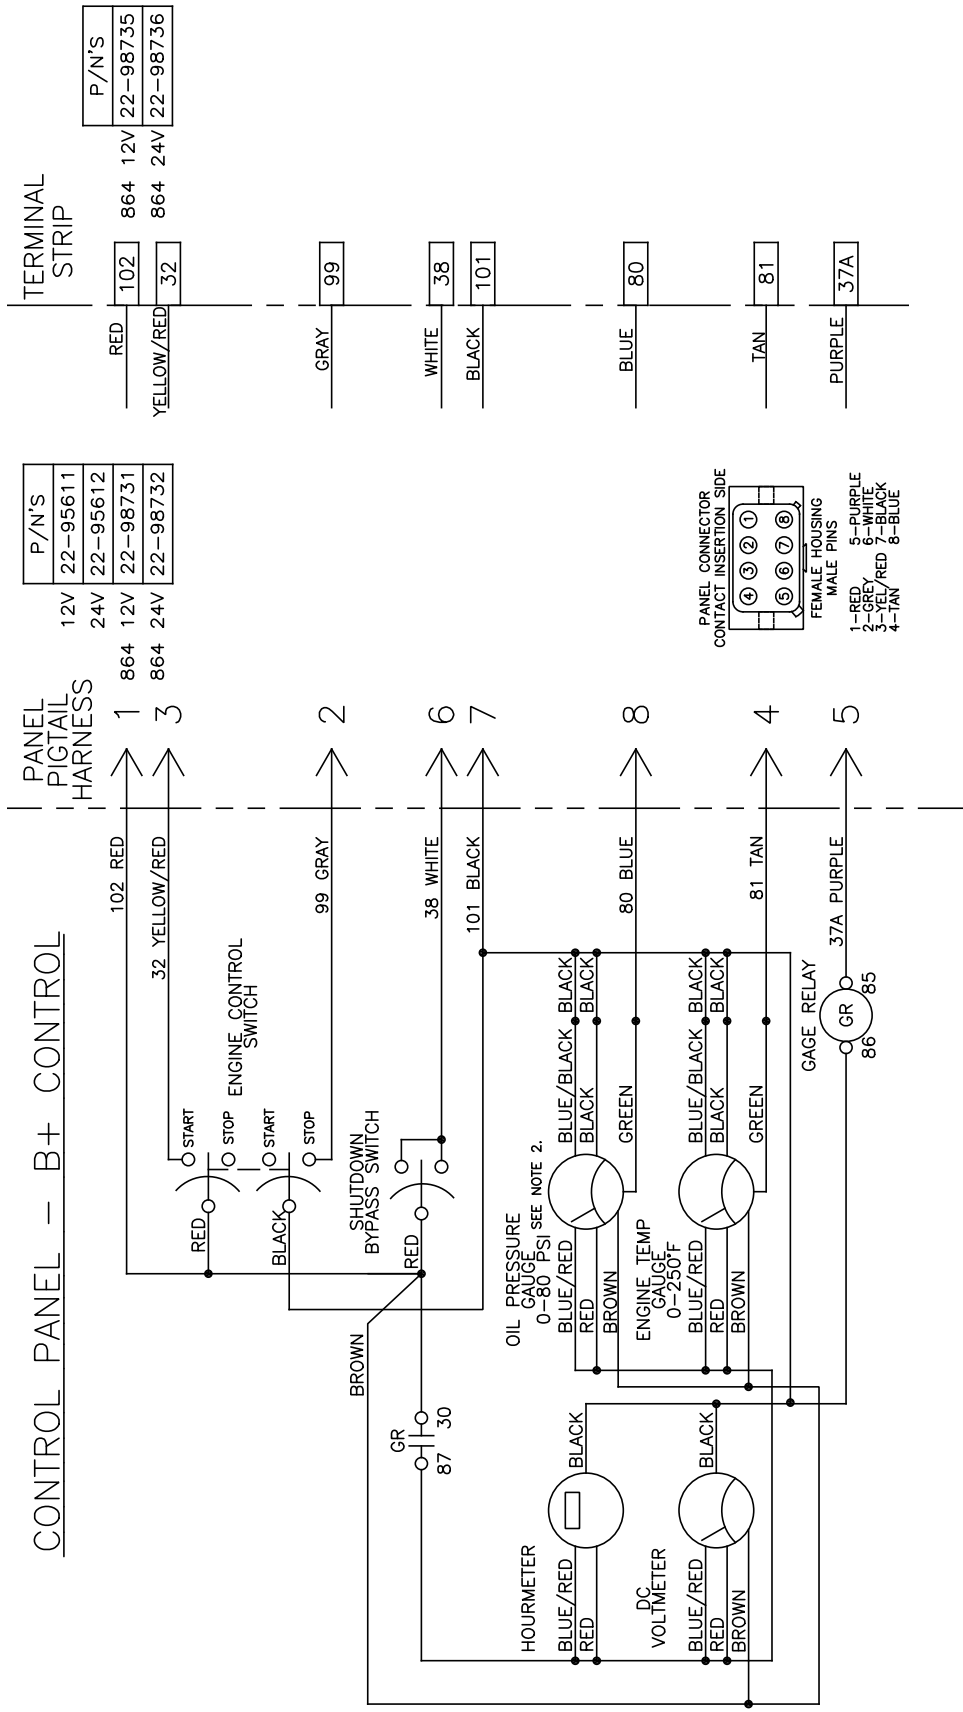 CONTROL PANEL - B+ CONTROL
PANEL
PIGTAIL
HARNESS
TERMINAL
STRIP
P/N'S
12V 22-95611
24V 22-95612
864 12V 22-98731
864 24V 22-98732
P/N'S
864 12V 22-98735
864 24V 22-98736
102 RED
1
RED
102
32 YELLOW/RED
3
YELLOW/RED
32
START
STOP
START
STOP
ENGINE CONTROL
SWITCH
RED
BLACK
99 GRAY
2
GRAY
99
SHUTDOWN
BYPASS SWITCH
RED
BROWN
38 WHITE
6
WHITE
38
101 BLACK
7
BLACK
101
GR
87 30
HOURMETER
BLUE/RED
RED
BLACK
OIL PRESSURE
GAUGE
0-80 PSI SEE NOTE 2.
BLUE/RED
RED
BROWN
BLUE/BLACK
BLACK
BLACK
BLACK
GREEN
80 BLUE
8
BLUE
80
DC
VOLTMETER
BLUE/RED
RED
BROWN
BLACK
ENGINE TEMP
GAUGE
0-250°F
BLUE/RED
RED
BROWN
BLUE/BLACK
BLACK
BLACK
BLACK
GREEN
81 TAN
4
TAN
81
GAGE RELAY
GR
86 85
37A PURPLE
5
PURPLE
37A
PANEL CONNECTOR
CONTACT INSERTION SIDE
4 3 2 1
5 6 7 8
FEMALE HOUSING
MALE PINS
1-RED 5-PURPLE
2-GREY 6-WHITE
3-YEL/RED 7-BLACK
4-TAN 8-BLUE